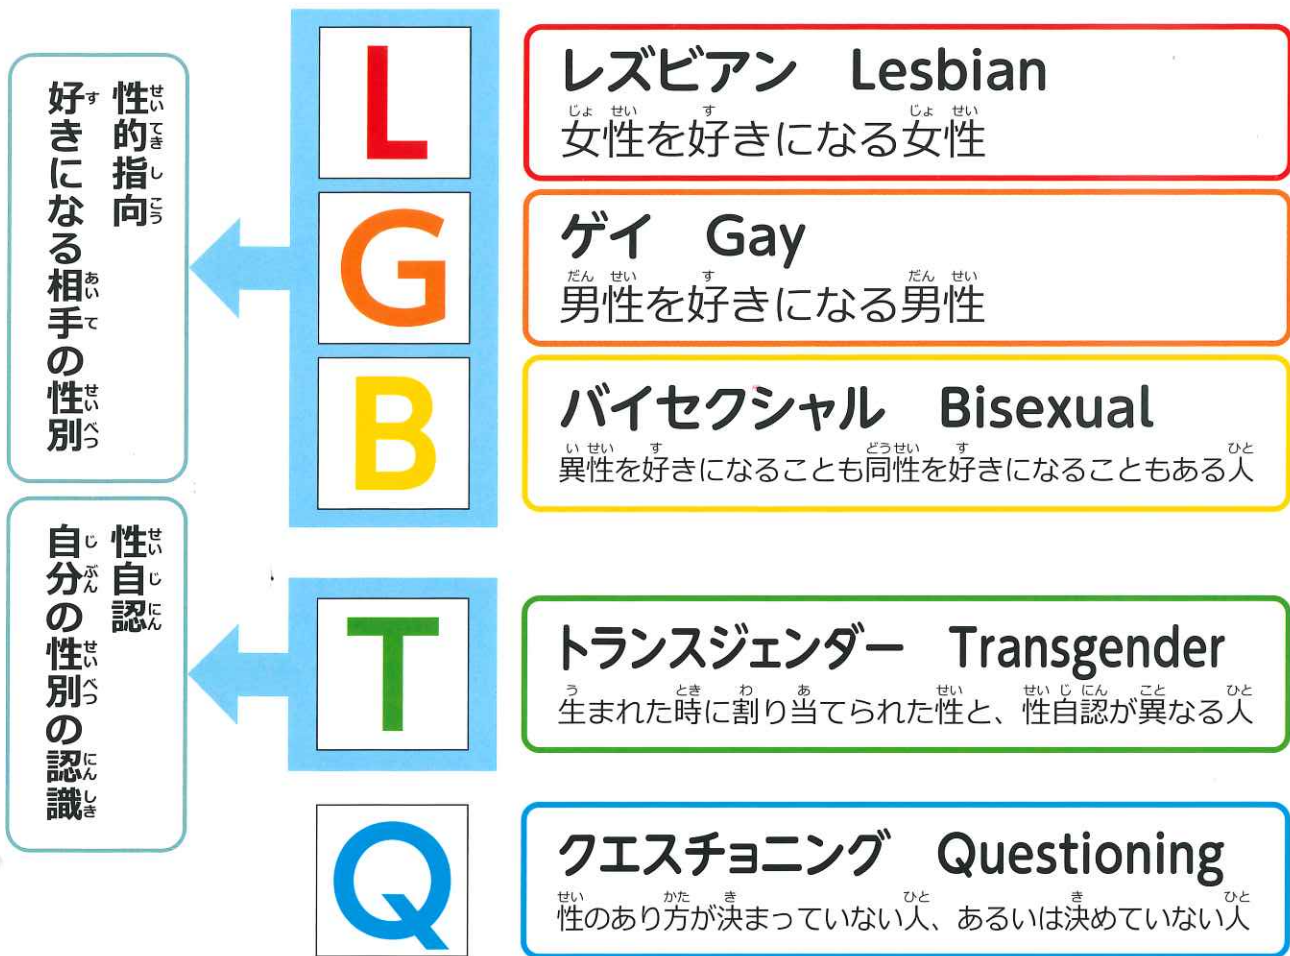 性的指向
好きになる相手の性別
L
レズビアン Lesbian
女性を好きになる女性
G
ゲイ Gay
男性を好きになる男性
B
バイセクシャル Bisexual
異性を好きになることも同性を好きになることもある人
性自認
自分の性別の認識
T
トランスジェンダー Transgender
生まれた時に割り当てられた性と、性自認が異なる人
Q
クエスチョニング Questioning
性のあり方が決まっていない人、あるいは決めていない人